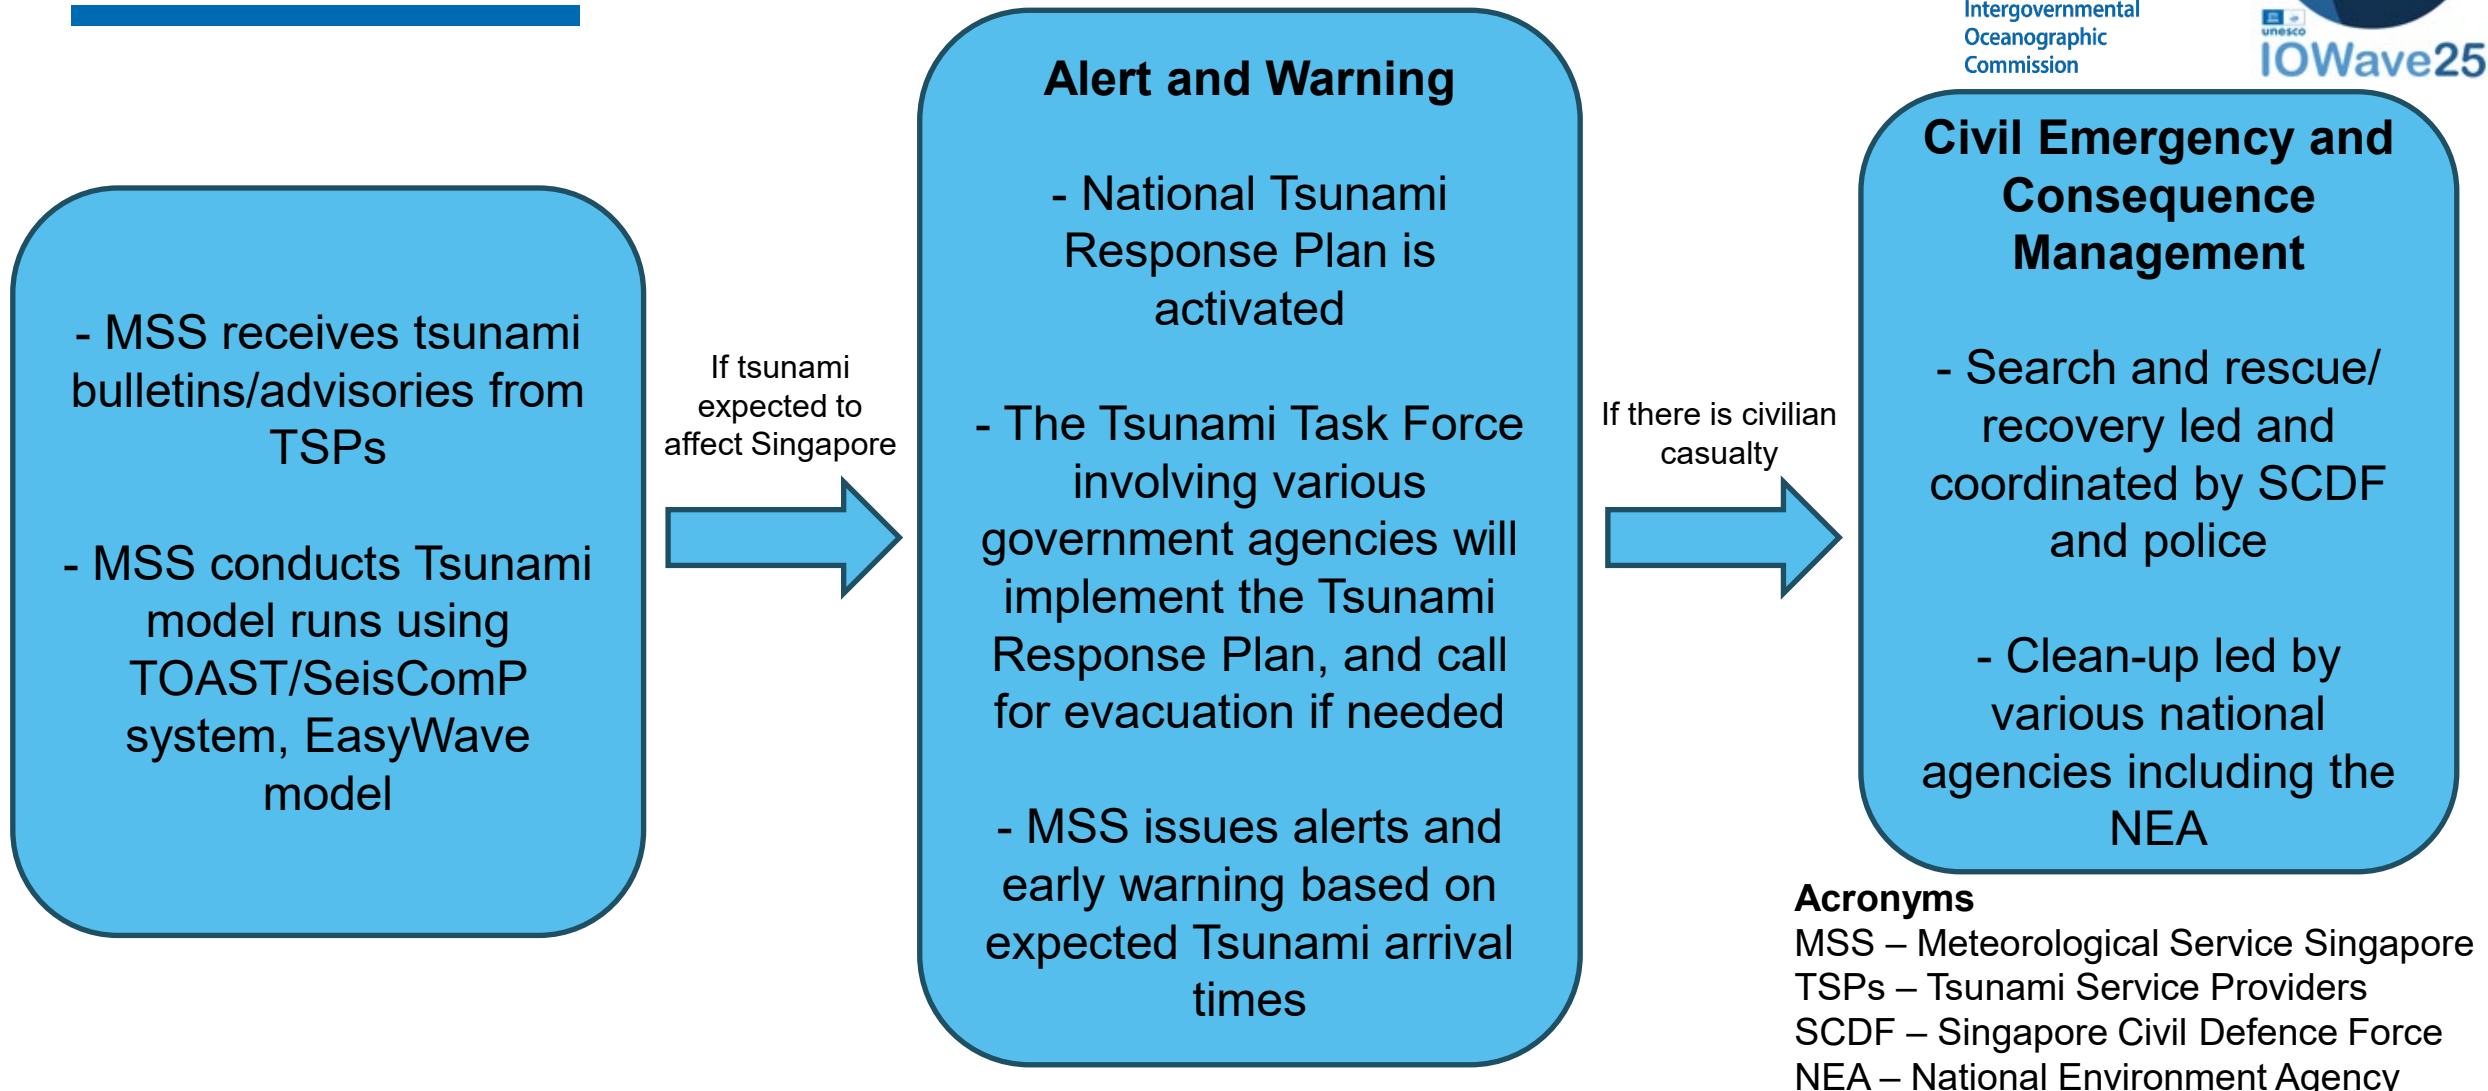 Intergovernmental
Oceanographic
Commission
unesco
IOWave25
- MSS receives tsunami
bulletins/advisories from
TSPs
- MSS conducts Tsunami
model runs using
TOAST/SeisComP
system, EasyWave
model
If tsunami
expected to
affect Singapore
Alert and Warning
- National Tsunami
Response Plan is
activated
- The Tsunami Task Force
involving various
government agencies will
implement the Tsunami
Response Plan, and call
for evacuation if needed
- MSS issues alerts and
early warning based on
expected Tsunami arrival
times
If there is civilian
casualty
Civil Emergency and
Consequence
Management
- Search and rescue/
recovery led and
coordinated by SCDF
and police
- Clean-up led by
various national
agencies including the
NEA
Acronyms
MSS – Meteorological Service Singapore
TSPs – Tsunami Service Providers
SCDF – Singapore Civil Defence Force
NEA – National Environment Agency